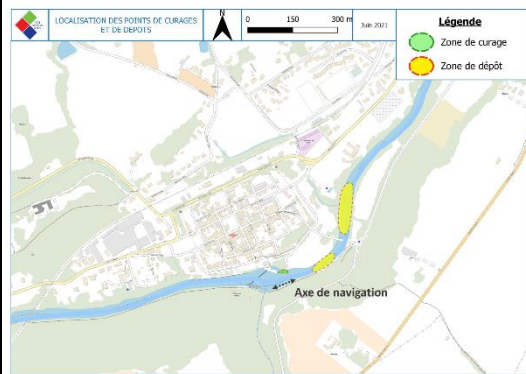 LOCALISATION DES POINTS DE CURAGES
ET DE DEPOTS
N
0 150 300 m
Juin 2021
Légende
Zone de curage
Zone de dépôt
Axe de navigation